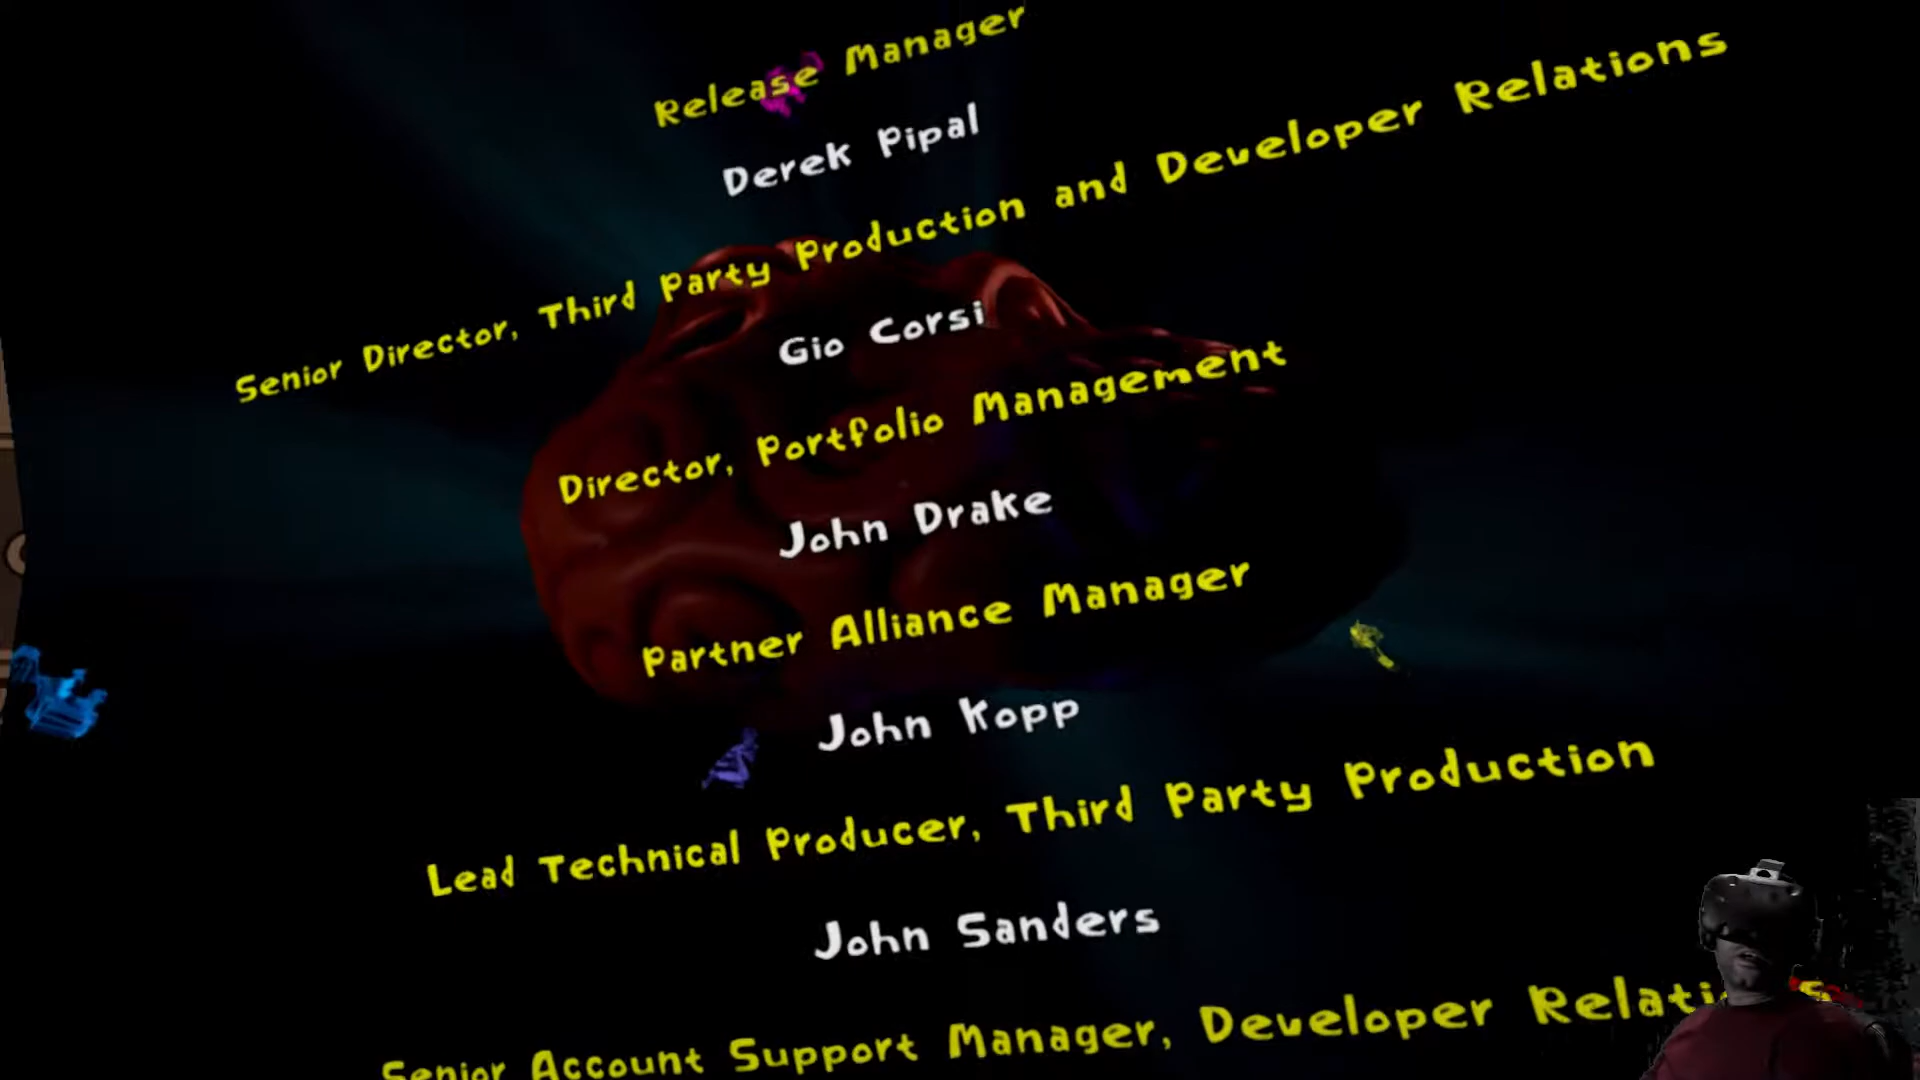 Release Manager
Derek Pipal
Senior Director, Third Party Production and Developer Relations
Gio Corsi
Director, Portfolio Management
John Drake
Partner Alliance Manager
John Kopp
Lead Technical Producer, Third Party Production
John Sanders
Senior Account Support Manager, Developer Relations